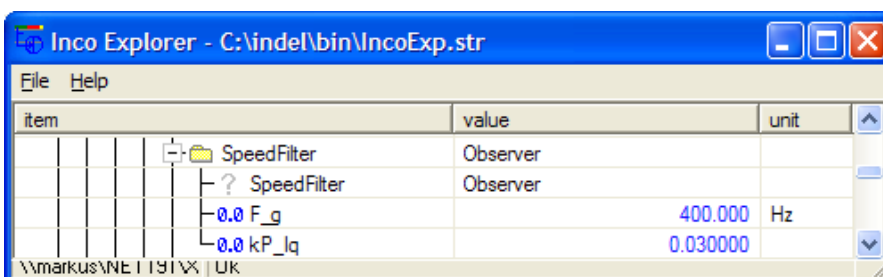 Inco Explorer - C:\indel\bin\IncoExp.str
File Help
item value unit
SpeedFilter Observer
? SpeedFilter Observer
0.0 F_g 400.000 Hz
0.0 kP_Iq 0.030000